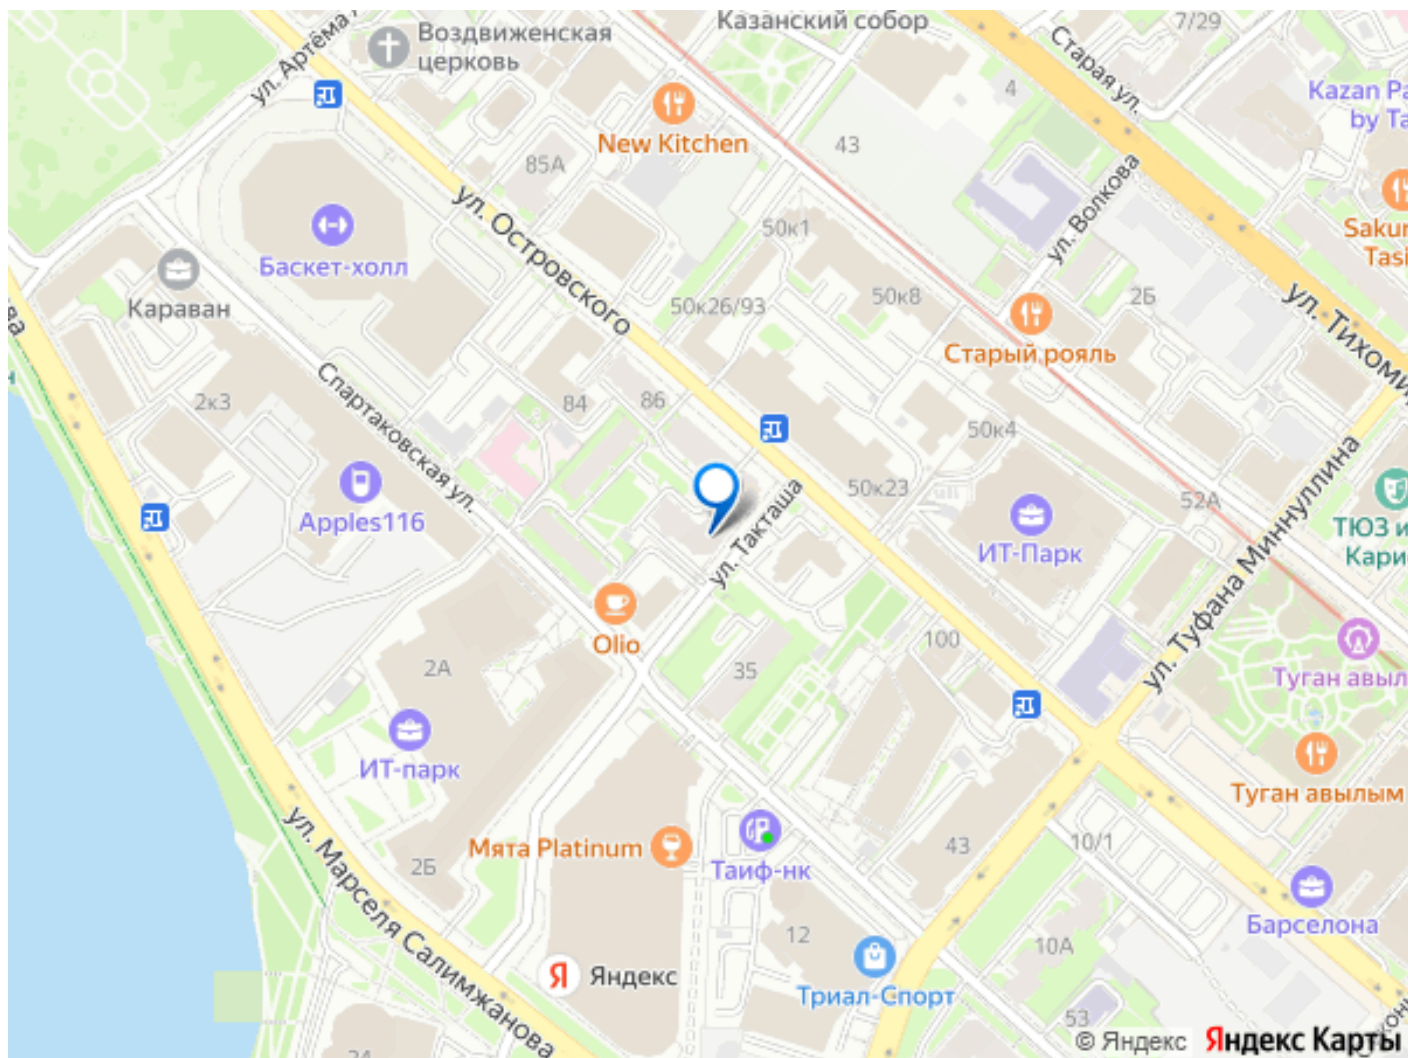 Казанский собор
7/29
Воздвиженская
церковь
ул. Артёма
Старая ул.
4
Kazan Pa
by Ta
New Kitchen
43
85А
ул. Волкова
ул. Островского
50к1
Sakur
Tasi
Баскет-холл
Караван
50к26/93
50к8
2Б
ул. Тихоми
Старый рояль
ва
Спартаковская ул.
2к3
84
86
50к4
Apples116
50к23
52А
ул. Такташа
ИТ-Парк
ТЮЗ и
Кари
ул. Туфана Миннуллина
Olio
100
2А
35
Туган авыл
ИТ-парк
Туган авылым
ул. Марселя Салимжанова
Мята Platinum
Таиф-нк
2Б
43
10/1
Барселона
12
10А
Я Яндекс
Триал-Спорт
53
© Яндекс Яндекс Карты